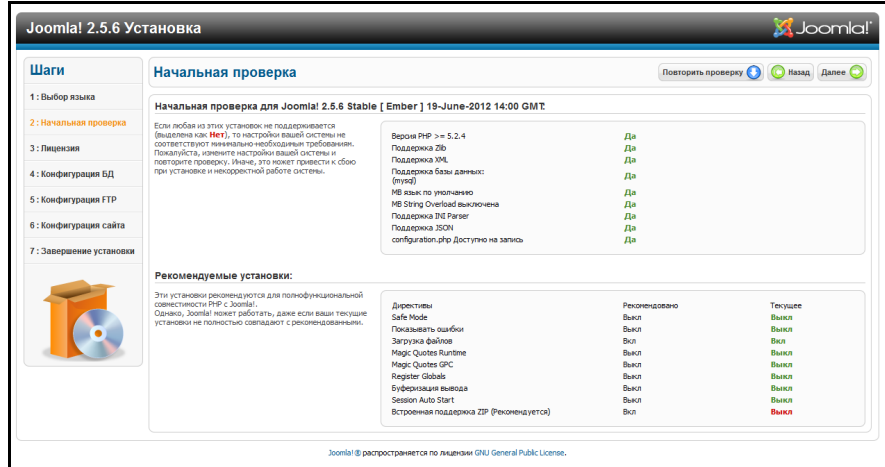 Joomla! 2.5.6 Установка
Joomla!
Шаги
1 : Выбор языка
2 : Начальная проверка
3 : Лицензия
4 : Конфигурация БД
5 : Конфигурация FTP
6 : Конфигурация сайта
7 : Завершение установки
Начальная проверка
Повторить проверку Назад Далее
Начальная проверка для Joomla! 2.5.6 Stable [ Ember ] 19-June-2012 14:00 GMT:
Если любая из этих установок не поддерживается
(выделена как Нет), то настройки вашей системы не
соответствуют минимально-необходимым требованиям.
Пожалуйста, измените настройки вашей системы и
повторите проверку. Иначе, это может привести к сбою
при установке и некорректной работе системы.
Версия PHP >= 5.2.4 Да
Поддержка Zlib Да
Поддержка XML Да
Поддержка базы данных: Да
(mysql)
MB язык по умолчанию Да
MB String Overload выключена Да
Поддержка INI Parser Да
Поддержка JSON Да
configuration.php Доступно на запись Да
Рекомендуемые установки:
Эти установки рекомендуются для полнофункциональной
совместимости PHP с Joomla!.
Однако, Joomla! может работать, даже если ваши текущие
установки не полностью совпадают с рекомендованными.
Директивы Рекомендовано Текущее
Safe Mode Выкл Выкл
Показывать ошибки Выкл Выкл
Загрузка файлов Вкл Вкл
Magic Quotes Runtime Выкл Выкл
Magic Quotes GPC Выкл Выкл
Register Globals Выкл Выкл
Буферизация вывода Выкл Выкл
Session Auto Start Выкл Выкл
Встроенная поддержка ZIP (Рекомендуется) Вкл Выкл
Joomla! ® распространяется по лицензии GNU General Public License.